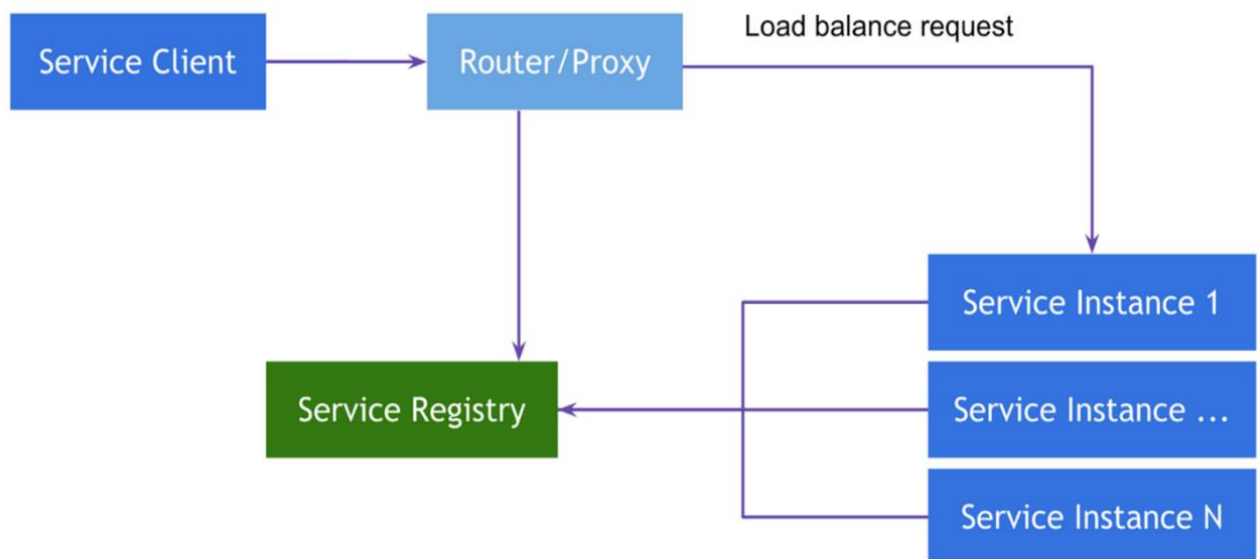 Load balance request
Service Client
Router/Proxy
Service Instance 1
Service Registry
Service Instance ...
Service Instance N